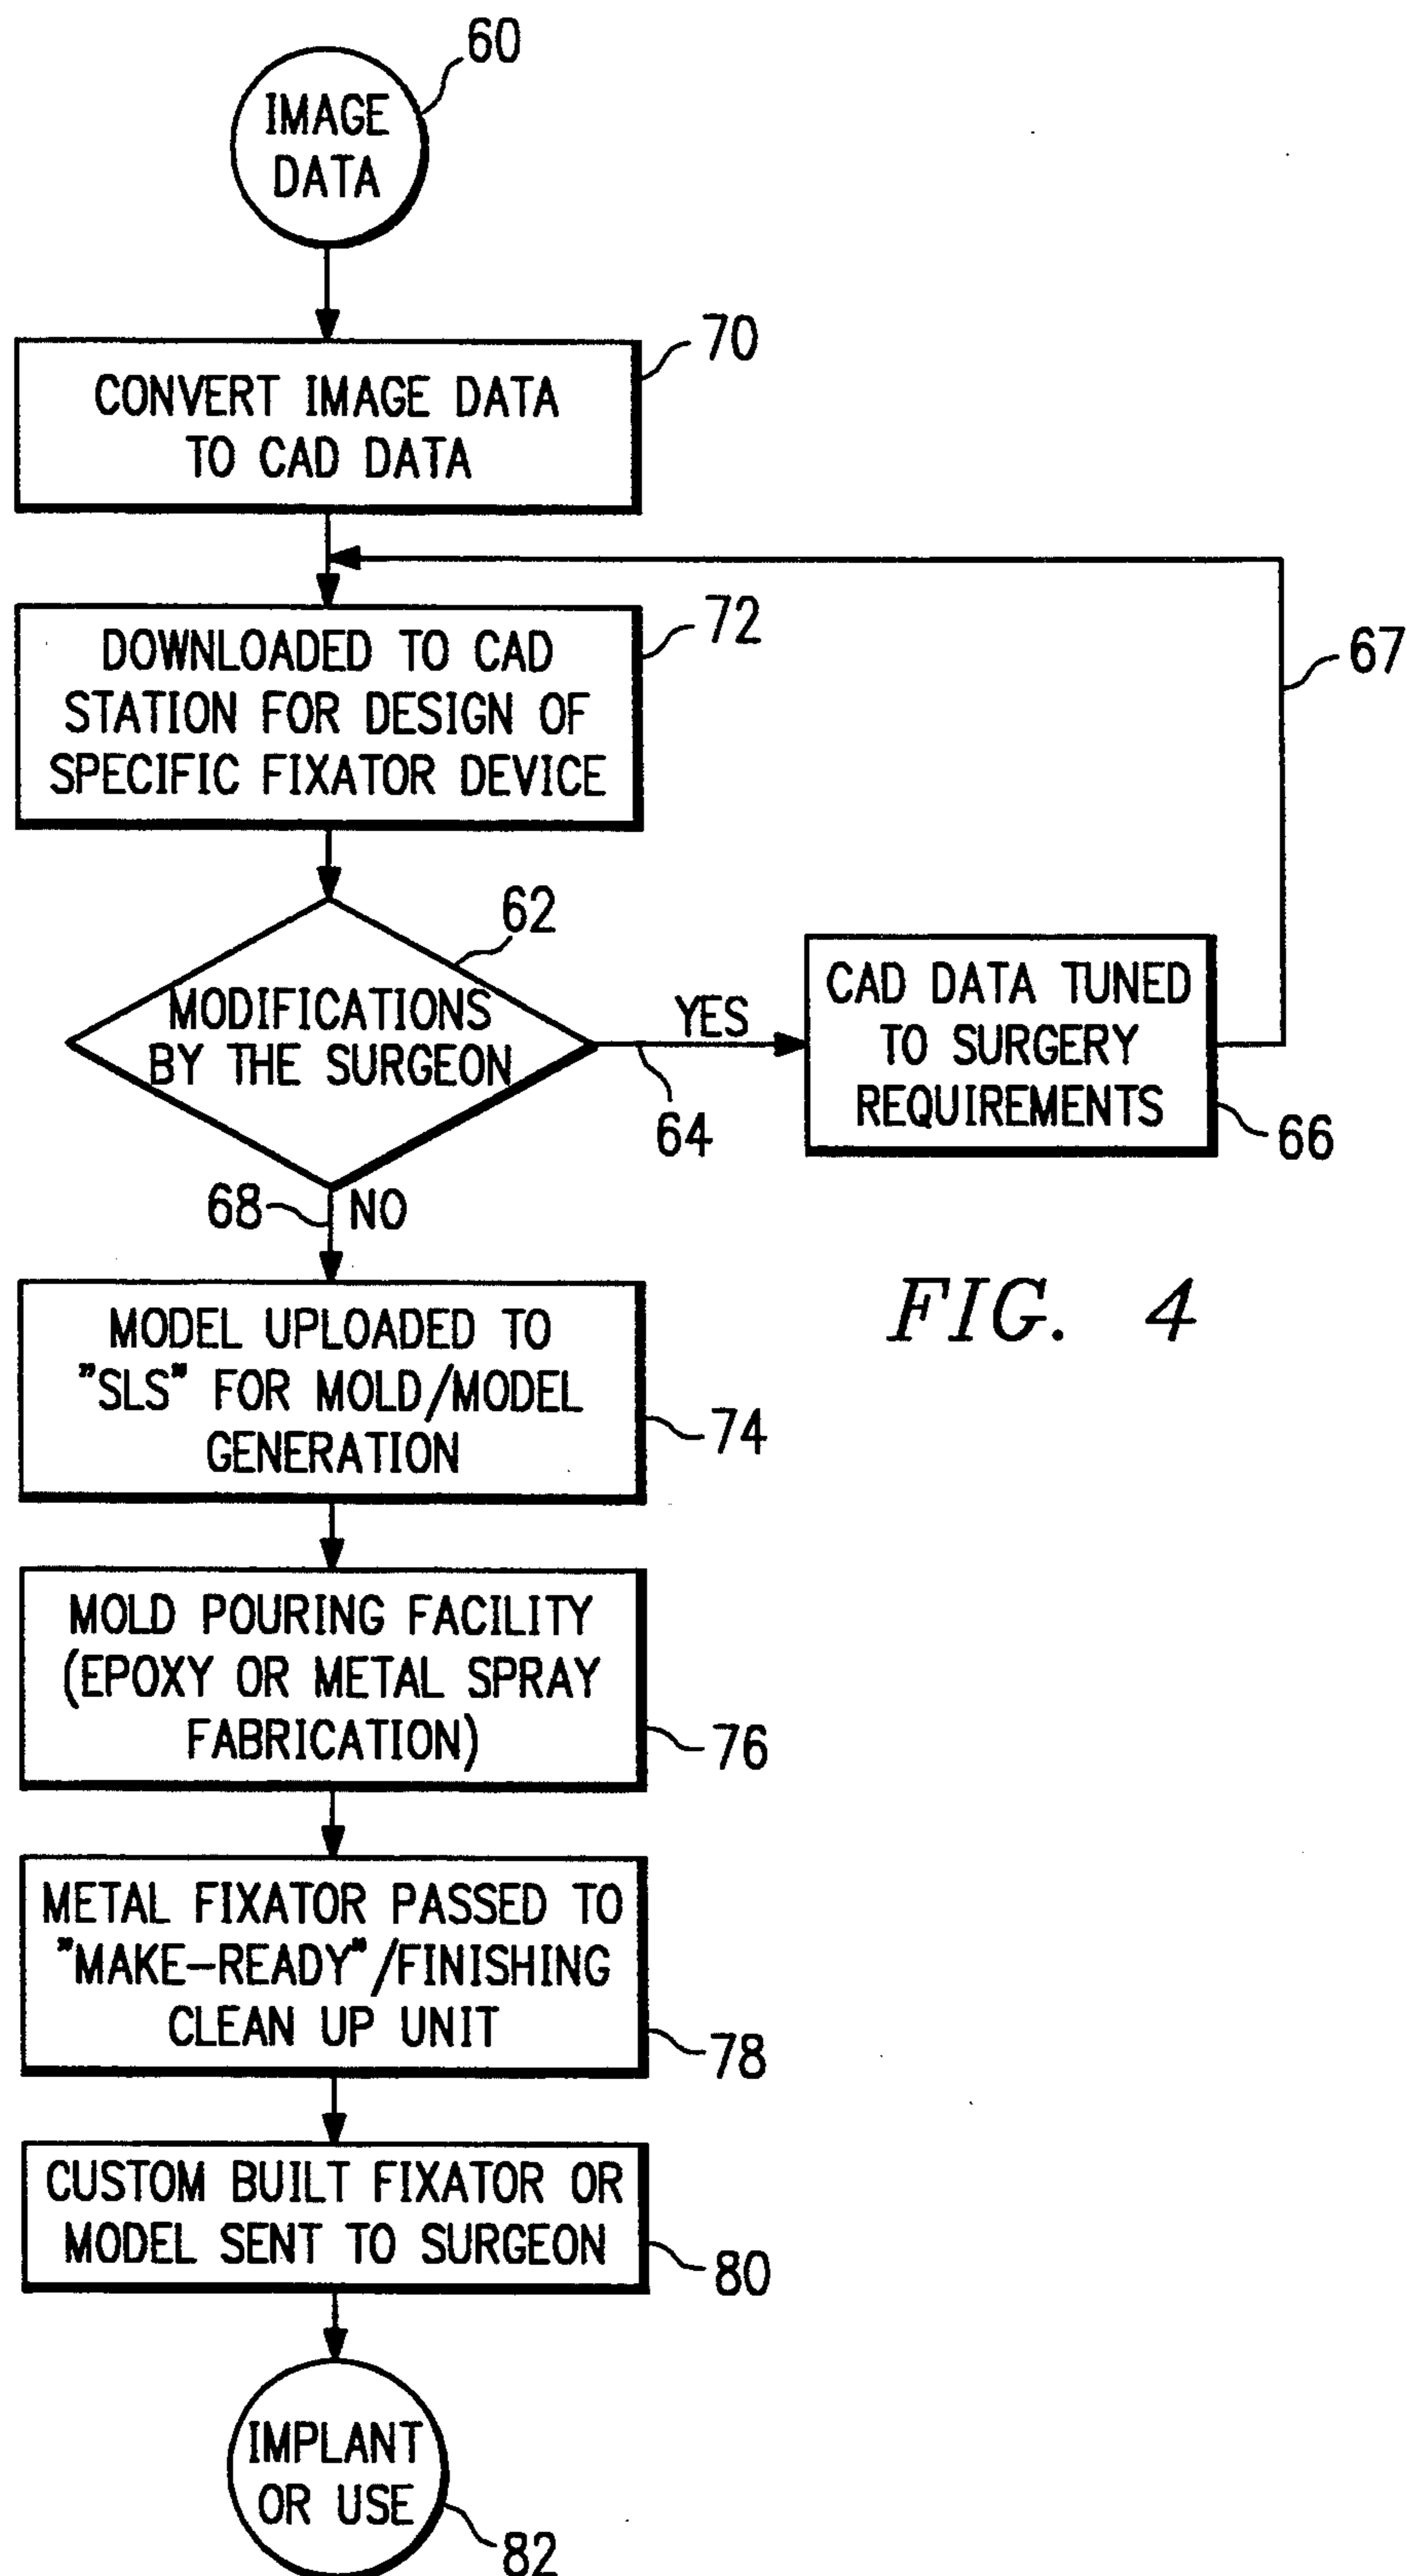 60
IMAGE
DATA
70
CONVERT IMAGE DATA
TO CAD DATA
72
DOWNLOADED TO CAD
STATION FOR DESIGN OF
SPECIFIC FIXATOR DEVICE
67
62
MODIFICATIONS
BY THE SURGEON
YES
64
CAD DATA TUNED
TO SURGERY
REQUIREMENTS
66
68
NO
FIG. 4
MODEL UPLOADED TO
"SLS" FOR MOLD/MODEL
GENERATION
74
MOLD POURING FACILITY
(EPOXY OR METAL SPRAY
FABRICATION)
76
METAL FIXATOR PASSED TO
"MAKE-READY"/FINISHING
CLEAN UP UNIT
78
CUSTOM BUILT FIXATOR OR
MODEL SENT TO SURGEON
80
IMPLANT
OR USE
82